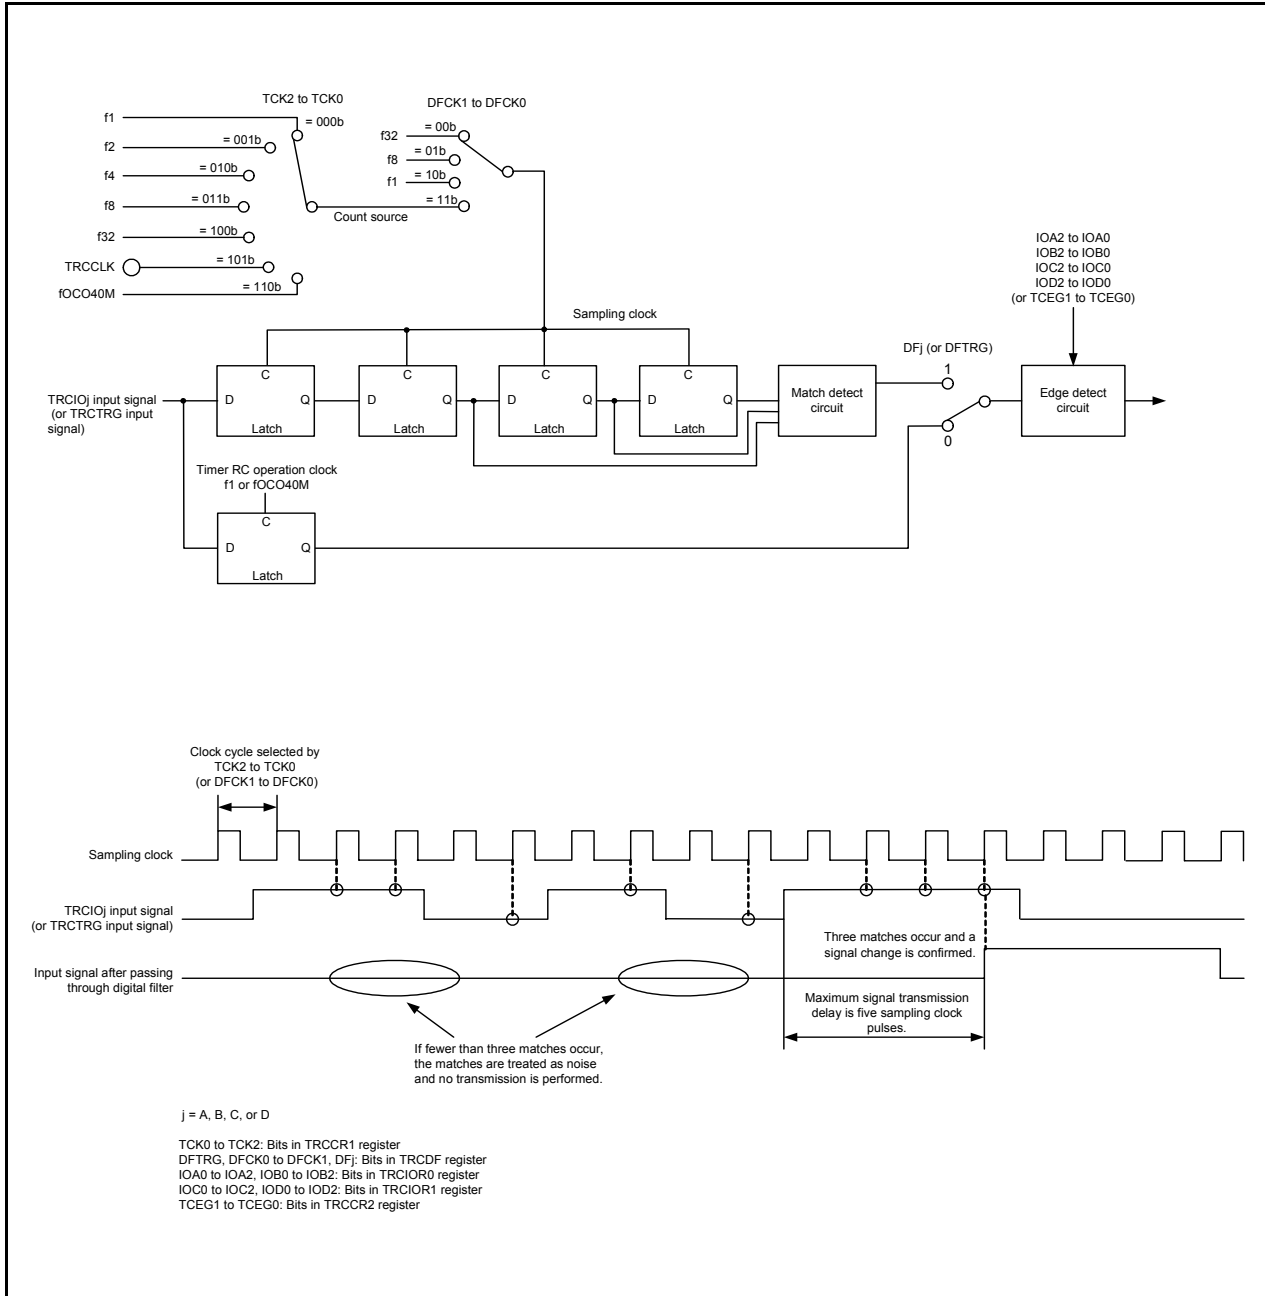 TCK2 to TCK0
DFCK1 to DFCK0
f1
= 000b
f2
= 001b
f4
= 010b
f8
= 011b
f32
= 100b
TRCCLK
= 101b
fOCO40M
= 110b
f32
= 00b
f8
= 01b
f1
= 10b
= 11b
Count source
IOA2 to IOA0
IOB2 to IOB0
IOC2 to IOC0
IOD2 to IOD0
(or TCEG1 to TCEG0)
Sampling clock
DFj (or DFTRG)
TRCIOj input signal
(or TRCTRG input
signal)
C
D
Q
Latch
C
D
Q
Latch
C
D
Q
Latch
C
D
Q
Latch
Match detect
circuit
1
0
Edge detect
circuit
Timer RC operation clock
f1 or fOCO40M
C
D
Q
Latch
Clock cycle selected by
TCK2 to TCK0
(or DFCK1 to DFCK0)
Sampling clock
TRCIOj input signal
(or TRCTRG input signal)
Three matches occur and a
signal change is confirmed.
Input signal after passing
through digital filter
Maximum signal transmission
delay is five sampling clock
pulses.
If fewer than three matches occur,
the matches are treated as noise
and no transmission is performed.
j = A, B, C, or D
TCK0 to TCK2: Bits in TRCCR1 register
DFTRG, DFCK0 to DFCK1, DFj: Bits in TRCDF register
IOA0 to IOA2, IOB0 to IOB2: Bits in TRCIOR0 register
IOC0 to IOC2, IOD0 to IOD2: Bits in TRCIOR1 register
TCEG1 to TCEG0: Bits in TRCCR2 register